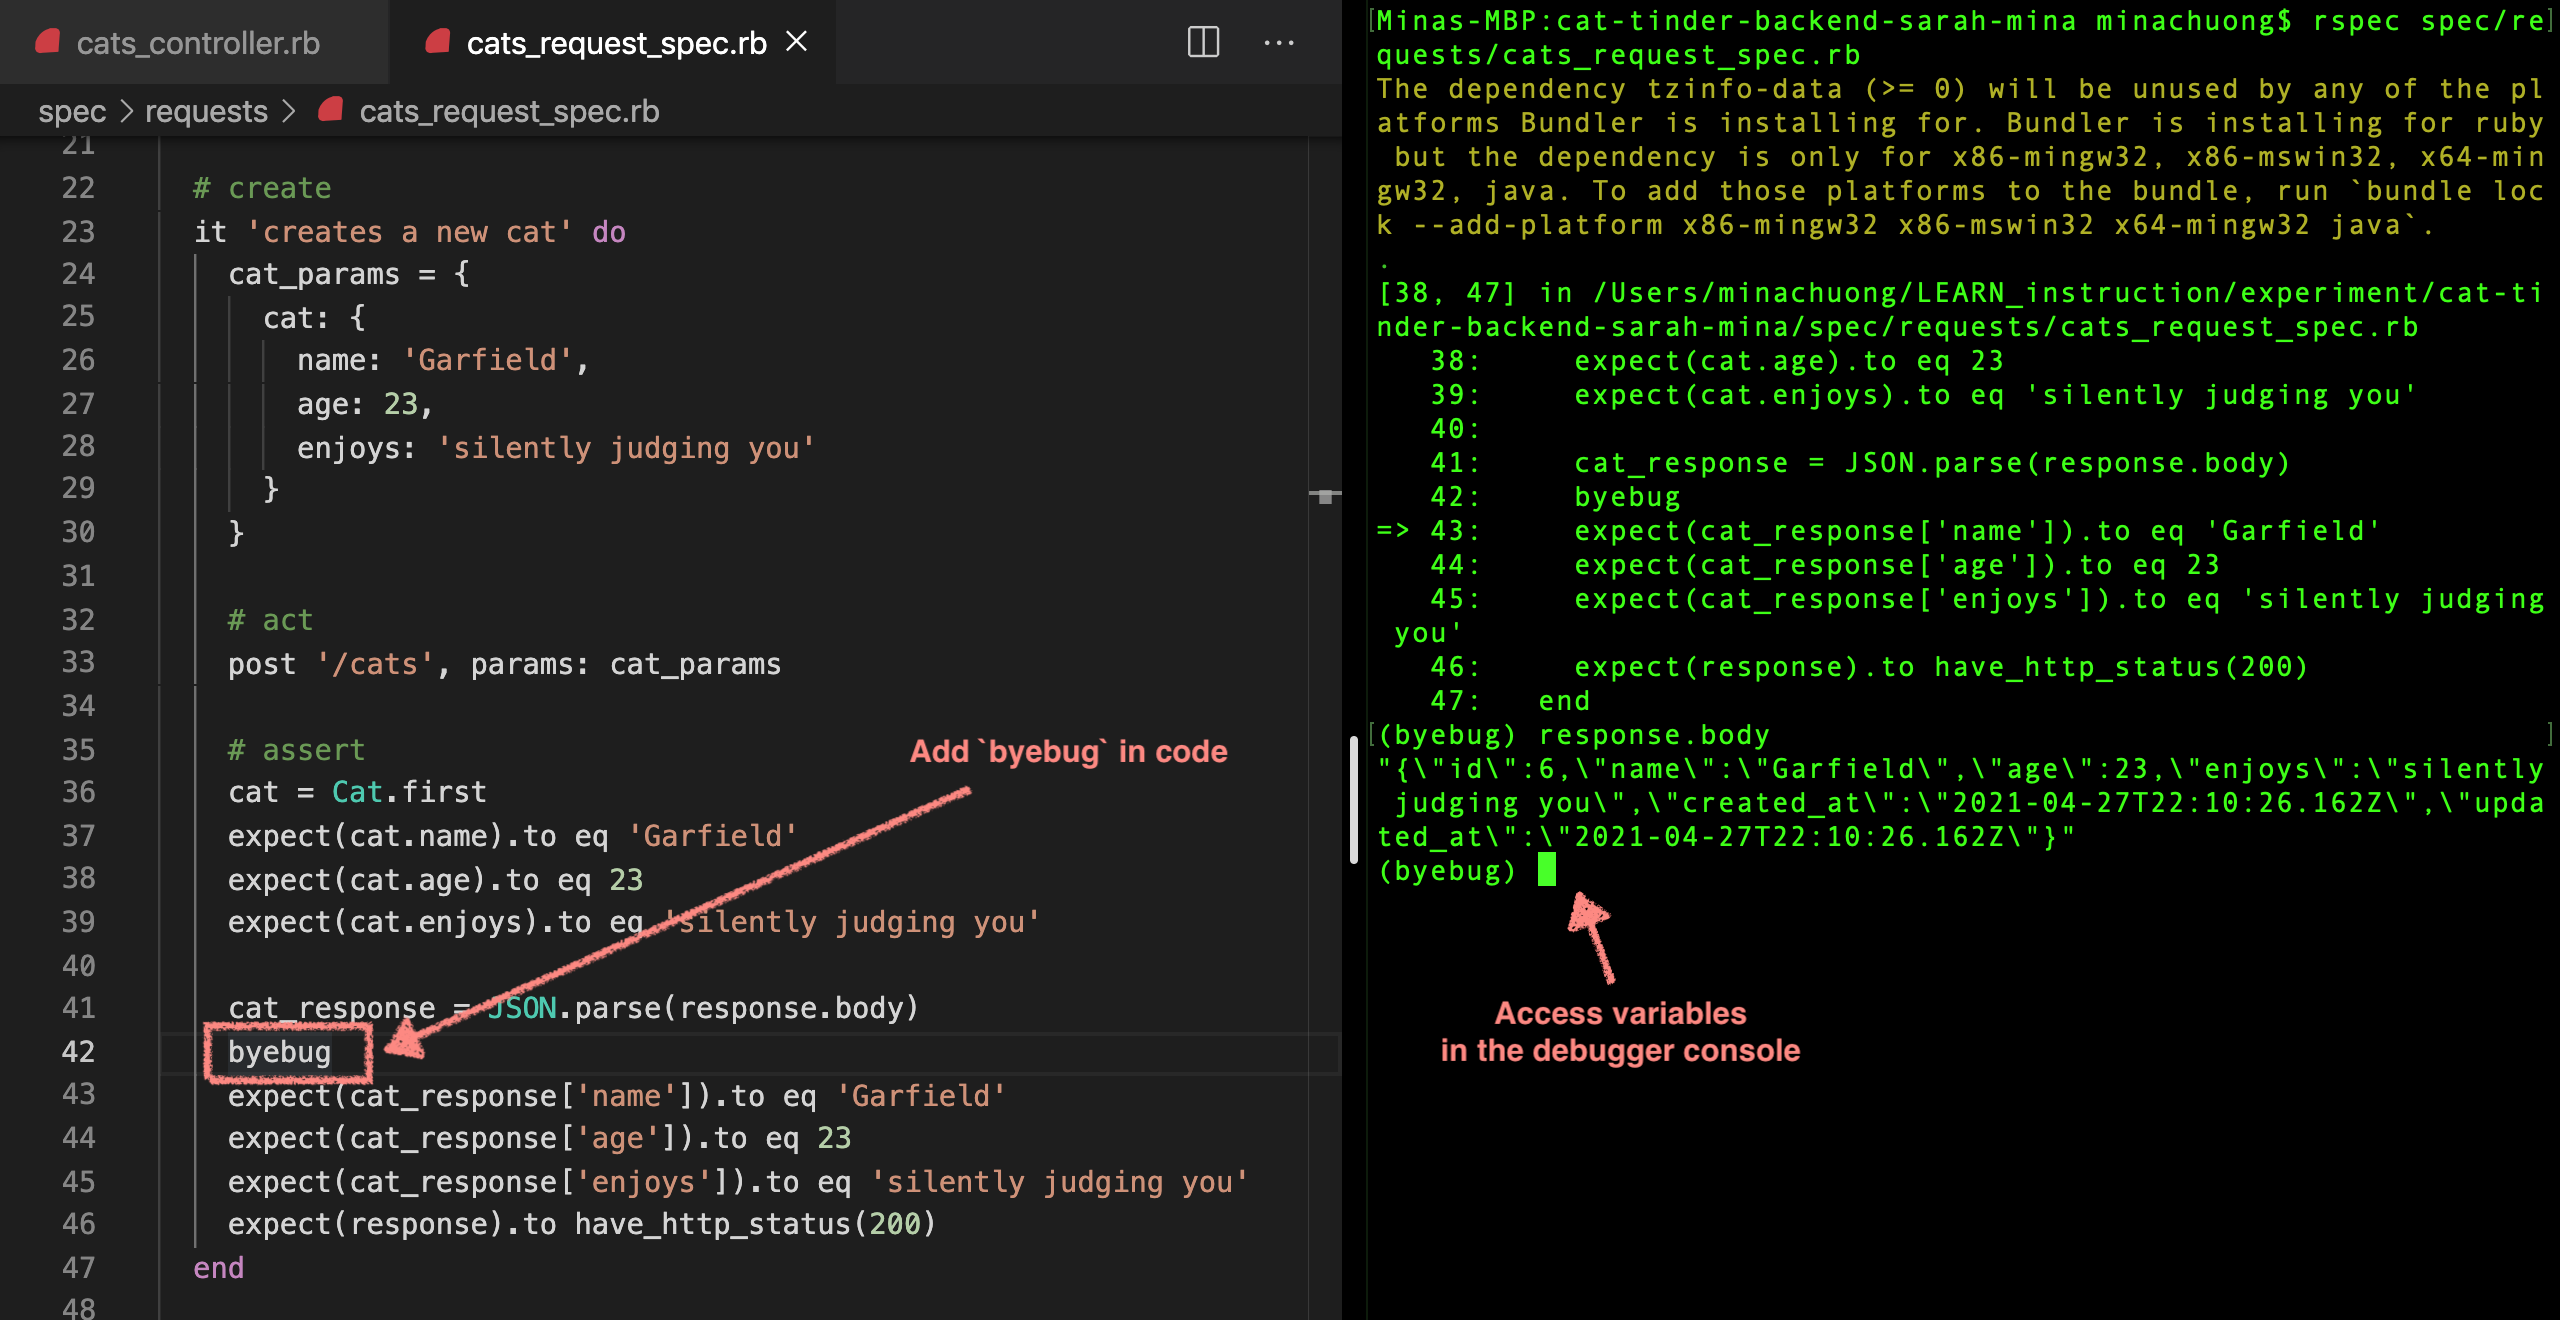 cats_controller.rb
cats_request_spec.rb ×
spec > requests > cats_request_spec.rb
21
22 # create
23 it 'creates a new cat' do
24 cat_params = {
25 cat: {
26 name: 'Garfield',
27 age: 23,
28 enjoys: 'silently judging you'
29 }
30 }
31
32 # act
33 post '/cats', params: cat_params
34
35 # assert
36 cat = Cat.first
37 expect(cat.name).to eq 'Garfield'
38 expect(cat.age).to eq 23
39 expect(cat.enjoys).to eq 'silently judging you'
40
41 cat_response = JSON.parse(response.body)
42 byebug
43 expect(cat_response['name']).to eq 'Garfield'
44 expect(cat_response['age']).to eq 23
45 expect(cat_response['enjoys']).to eq 'silently judging you'
46 expect(response).to have_http_status(200)
47 end
48
Add `byebug` in code
[Minas-MBP:cat-tinder-backend-sarah-mina minachuong$ rspec spec/re]
quests/cats_request_spec.rb
The dependency tzinfo-data (>= 0) will be unused by any of the pl
atforms Bundler is installing for. Bundler is installing for ruby
but the dependency is only for x86-mingw32, x86-mswin32, x64-min
gw32, java. To add those platforms to the bundle, run `bundle loc
k --add-platform x86-mingw32 x86-mswin32 x64-mingw32 java`.
.
[38, 47] in /Users/minachuong/LEARN_instruction/experiment/cat-ti
nder-backend-sarah-mina/spec/requests/cats_request_spec.rb
38: expect(cat.age).to eq 23
39: expect(cat.enjoys).to eq 'silently judging you'
40:
41: cat_response = JSON.parse(response.body)
42: byebug
=> 43: expect(cat_response['name']).to eq 'Garfield'
44: expect(cat_response['age']).to eq 23
45: expect(cat_response['enjoys']).to eq 'silently judging
you'
46: expect(response).to have_http_status(200)
47: end
[(byebug) response.body ]
"{\"id\":6,\"name\":\"Garfield\",\"age\":23,\"enjoys\":\"silently
judging you\",\"created_at\":\"2021-04-27T22:10:26.162Z\",\"upda
ted_at\":\"2021-04-27T22:10:26.162Z\"}"
(byebug)
Access variables
in the debugger console